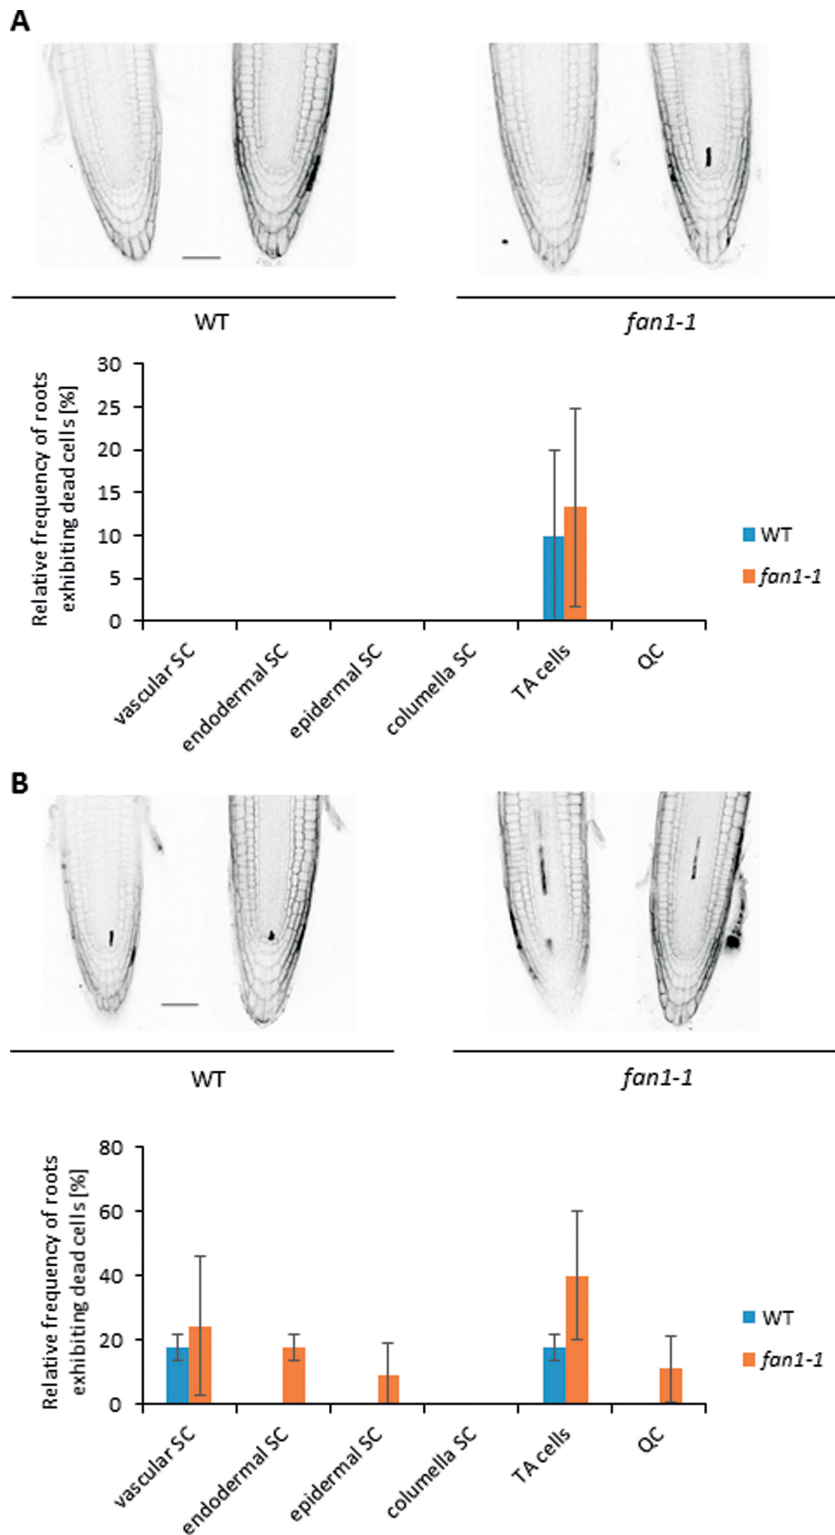 A
WT
fan1-1
Relative frequency of roots
exhibiting dead cells [%]
30
25
20
15
10
5
0
vascular SC
endodermal SC
epidermal SC
columella SC
TA cells
QC
WT
fan1-1
B
WT
fan1-1
Relative frequency of roots
exhibiting dead cells [%]
80
60
40
20
0
vascular SC
endodermal SC
epidermal SC
columella SC
TA cells
QC
WT
fan1-1